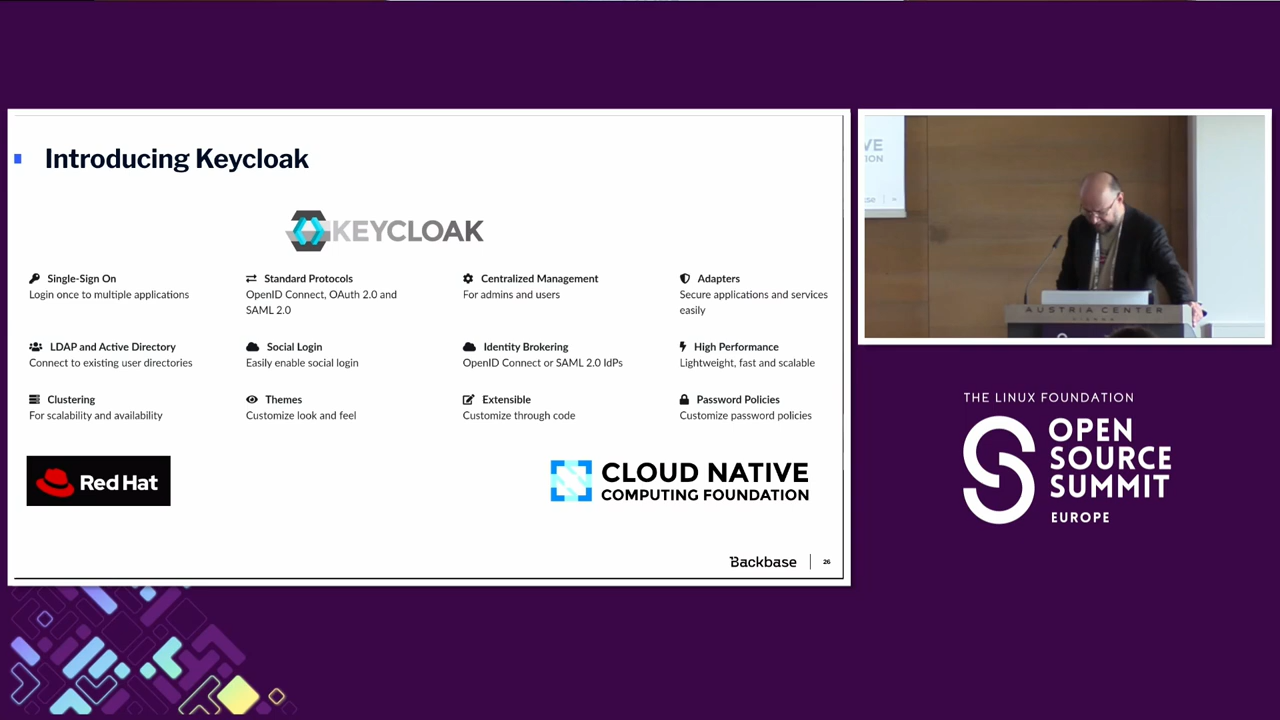 Introducing Keycloak
KEYCLOAK
Single-Sign On
Login once to multiple applications
Standard Protocols
OpenID Connect, OAuth 2.0 and
SAML 2.0
Centralized Management
For admins and users
Adapters
Secure applications and services
easily
LDAP and Active Directory
Connect to existing user directories
Social Login
Easily enable social login
Identity Brokering
OpenID Connect or SAML 2.0 IdPs
High Performance
Lightweight, fast and scalable
Clustering
For scalability and availability
Themes
Customize look and feel
Extensible
Customize through code
Password Policies
Customize password policies
Red Hat
CLOUD NATIVE
COMPUTING FOUNDATION
Backbase
26
VE
ION
AUSTRIA CENTER
THE LINUX FOUNDATION
OPEN
SOURCE
SUMMIT
EUROPE